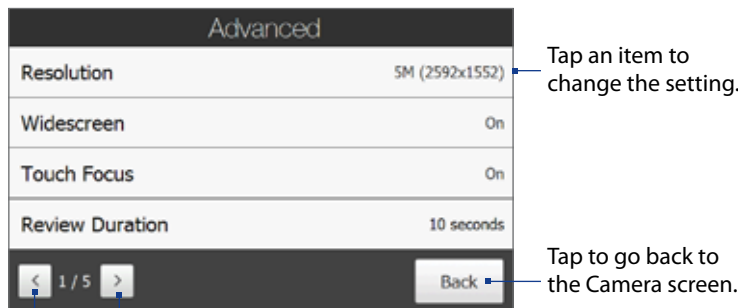 Advanced
Resolution 5M (2592x1552)
Tap an item to
change the setting.
Widescreen On
Touch Focus On
Review Duration 10 seconds
< 1 / 5 > Back
Tap to go back to
the Camera screen.